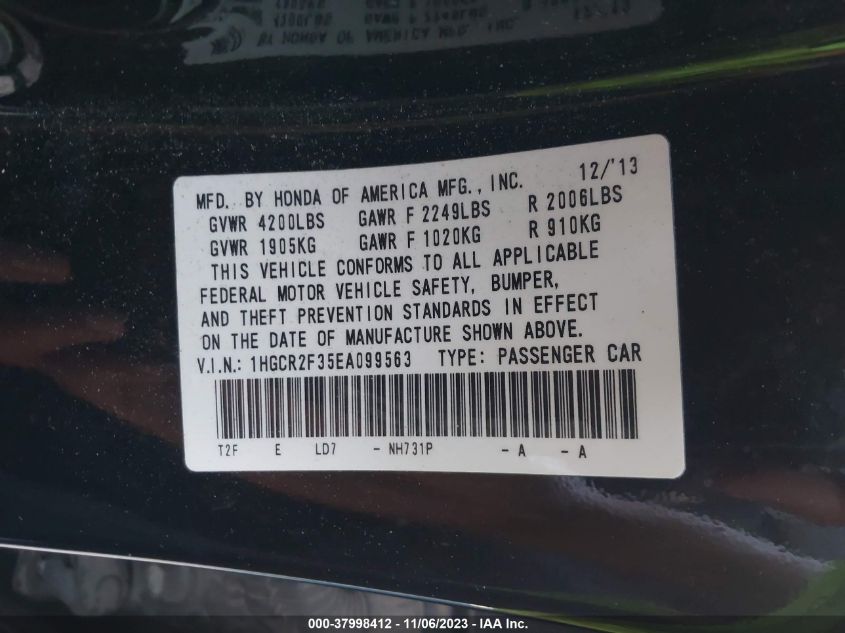 MFD. BY HONDA OF AMERICA MFG., INC. 12/'13
GVWR 4200LBS GAWR F 2249LBS R 2006LBS
GVWR 1905KG GAWR F 1020KG R 910KG
THIS VEHICLE CONFORMS TO ALL APPLICABLE
FEDERAL MOTOR VEHICLE SAFETY, BUMPER,
AND THEFT PREVENTION STANDARDS IN EFFECT
ON THE DATE OF MANUFACTURE SHOWN ABOVE.
V.I.N.: 1HGCR2F35EA099563 TYPE: PASSENGER CAR
T2F E LD7 - NH731P - A - A
000-37998412 - 11/06/2023 - IAA Inc.